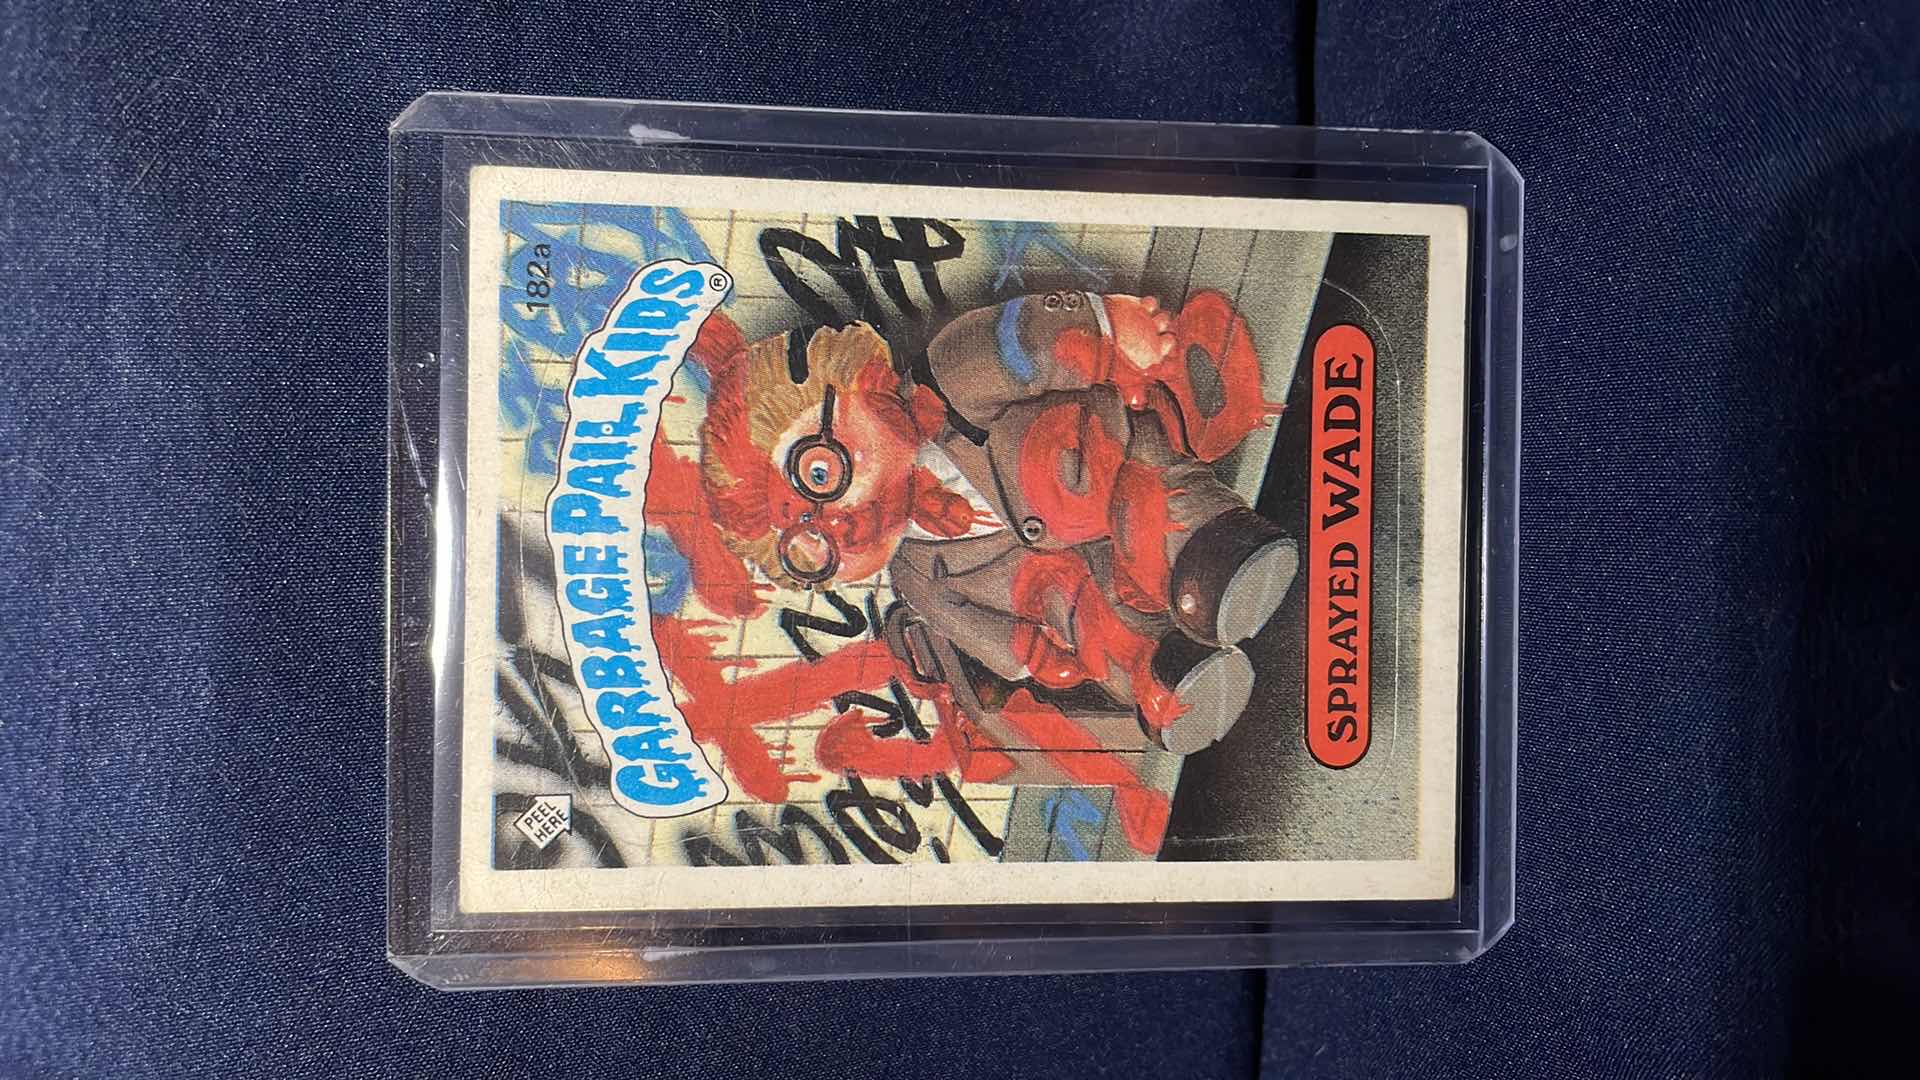 182a
GARBAGE PAIL KIDS®
PEEL HERE
SPRAYED WADE